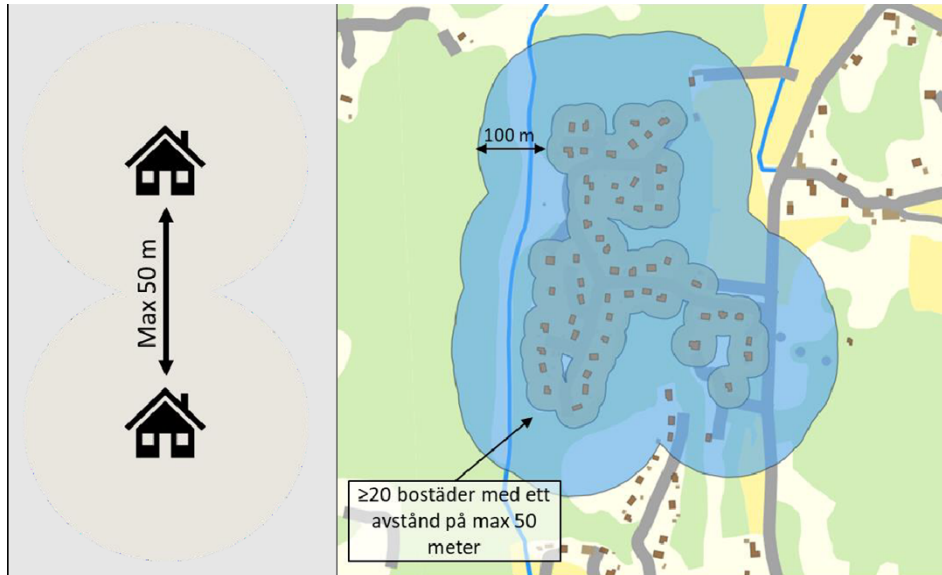 Max 50 m
100 m
≥20 bostäder med ett
avstånd på max 50
meter